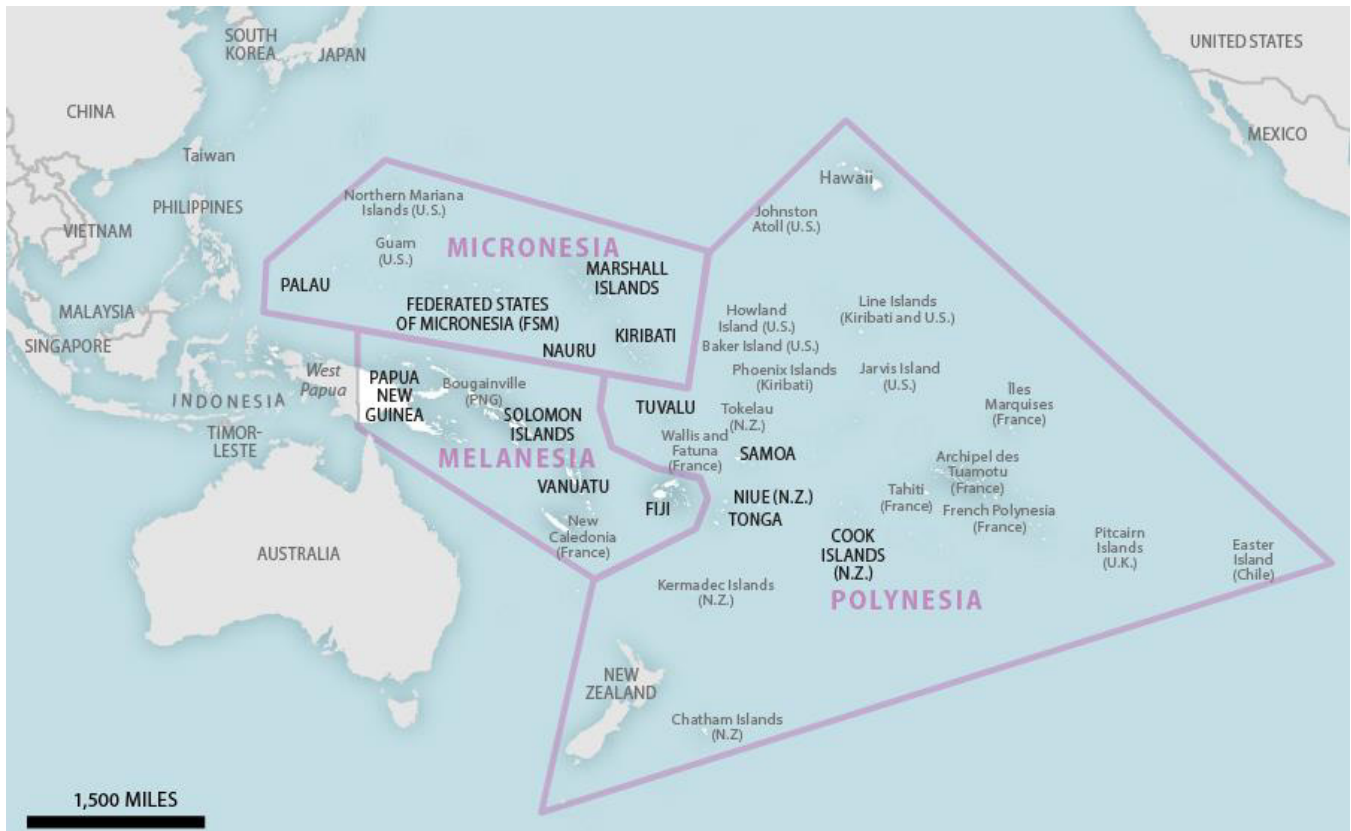 SOUTH
KOREA
JAPAN
UNITED STATES
CHINA
MEXICO
Taiwan
Hawaii
PHILIPPINES
Northern Mariana
Islands (U.S.)
Johnston
Atoll (U.S.)
VIETNAM
Guam
(U.S.)
MICRONESIA
MARSHALL
ISLANDS
PALAU
FEDERATED STATES
OF MICRONESIA (FSM)
MALAYSIA
Howland
Island (U.S.)
Line Islands
(Kiribati and U.S.)
SINGAPORE
KIRIBATI
NAURU
Baker Island (U.S.)
West
Papua
PAPUA
NEW
GUINEA
Bougainville
(PNG)
Phoenix Islands
(Kiribati)
Jarvis Island
(U.S.)
INDONESIA
SOLOMON
ISLANDS
TUVALU
Tokelau
(N.Z.)
Îles
Marquises
(France)
TIMOR-
LESTE
Wallis and
Fatuna
(France)
SAMOA
MELANESIA
Archipel des
Tuamotu
(France)
VANUATU
FIJI
NIUE (N.Z.)
TONGA
Tahiti
(France)
French Polynesia
(France)
New
Caledonia
(France)
COOK
ISLANDS
(N.Z.)
Pitcairn
Islands
(U.K.)
Easter
Island
(Chile)
AUSTRALIA
Kermadec Islands
(N.Z.)
POLYNESIA
NEW
ZEALAND
Chatham Islands
(N.Z)
1,500 MILES